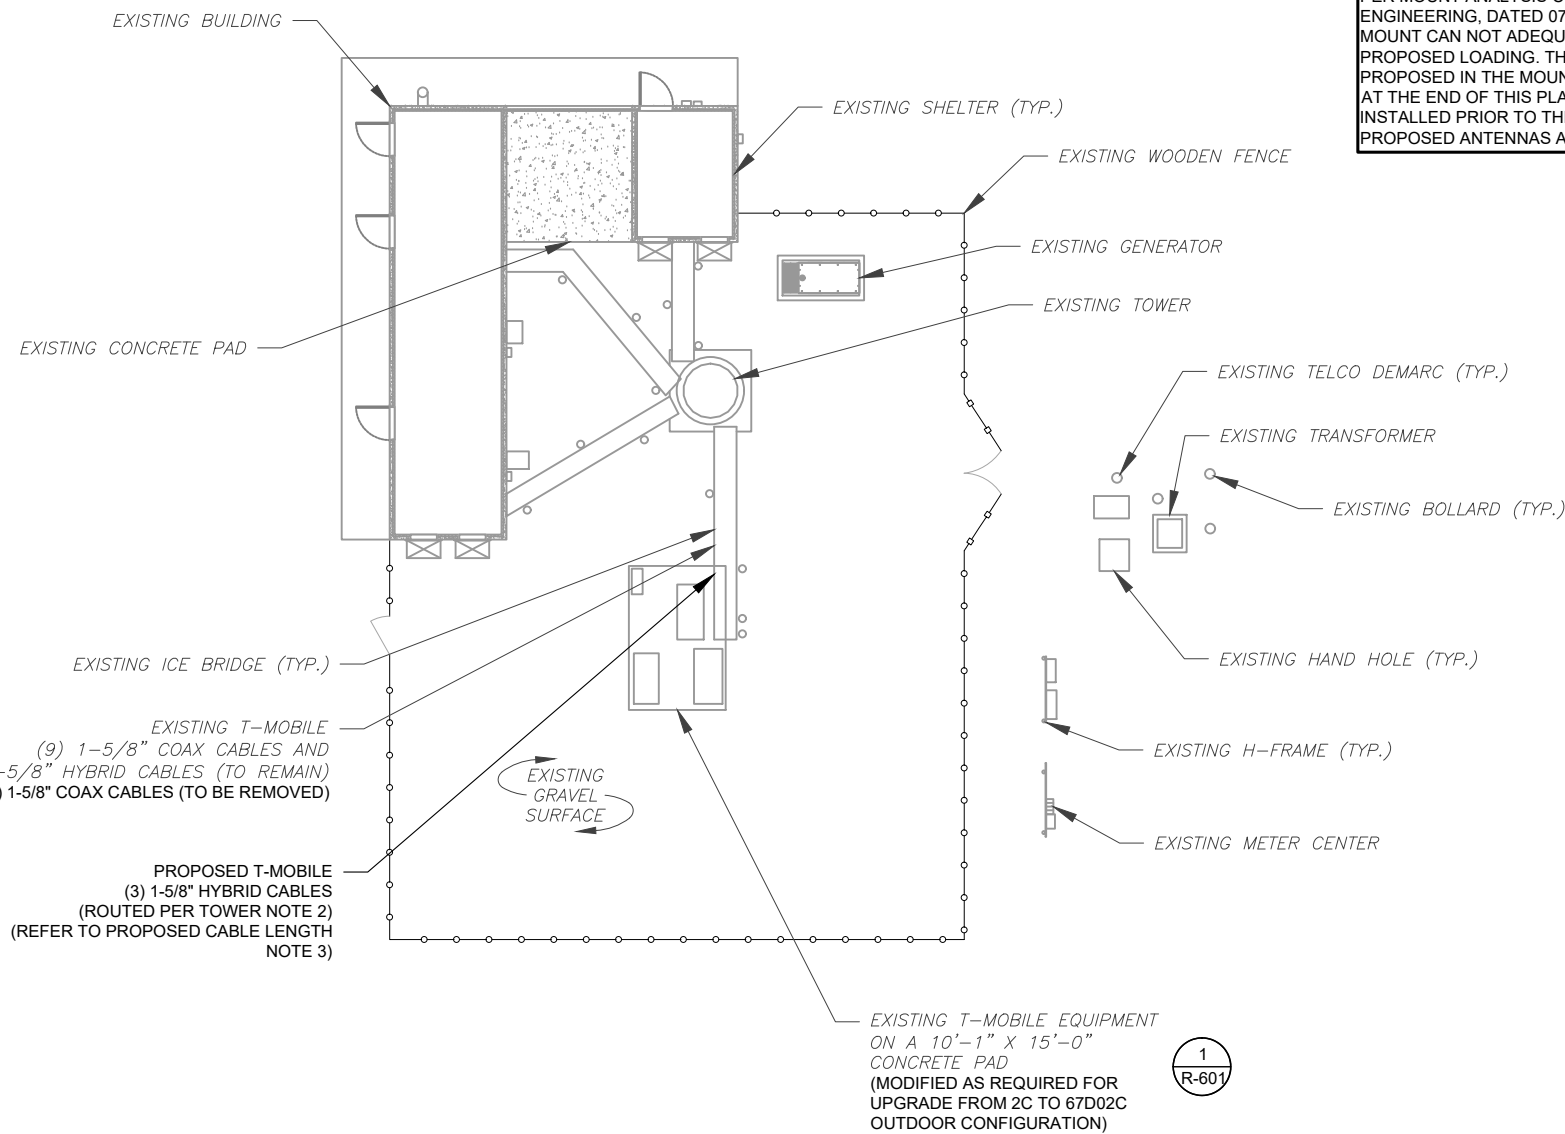 EXISTING BUILDING
ENGINEERING, DATED 07
MOUNT CAN NOT ADEQU
PROPOSED LOADING. TH
PROPOSED IN THE MOUN
AT THE END OF THIS PLA
INSTALLED PRIOR TO TH
PROPOSED ANTENNAS A
EXISTING SHELTER (TYP.)
EXISTING WOODEN FENCE
EXISTING GENERATOR
EXISTING TOWER
EXISTING CONCRETE PAD
EXISTING TELCO DEMARC (TYP.)
EXISTING TRANSFORMER
EXISTING BOLLARD (TYP.)
EXISTING HAND HOLE (TYP.)
EXISTING ICE BRIDGE (TYP.)
EXISTING T-MOBILE
(9) 1-5/8" COAX CABLES AND
-5/8" HYBRID CABLES (TO REMAIN)
) 1-5/8" COAX CABLES (TO BE REMOVED)
EXISTING
GRAVEL
SURFACE
EXISTING H-FRAME (TYP.)
EXISTING METER CENTER
PROPOSED T-MOBILE
(3) 1-5/8" HYBRID CABLES
(ROUTED PER TOWER NOTE 2)
(REFER TO PROPOSED CABLE LENGTH
NOTE 3)
EXISTING T-MOBILE EQUIPMENT
ON A 10'-1" X 15'-0"
CONCRETE PAD
(MODIFIED AS REQUIRED FOR
UPGRADE FROM 2C TO 67D02C
OUTDOOR CONFIGURATION)
1
R-601